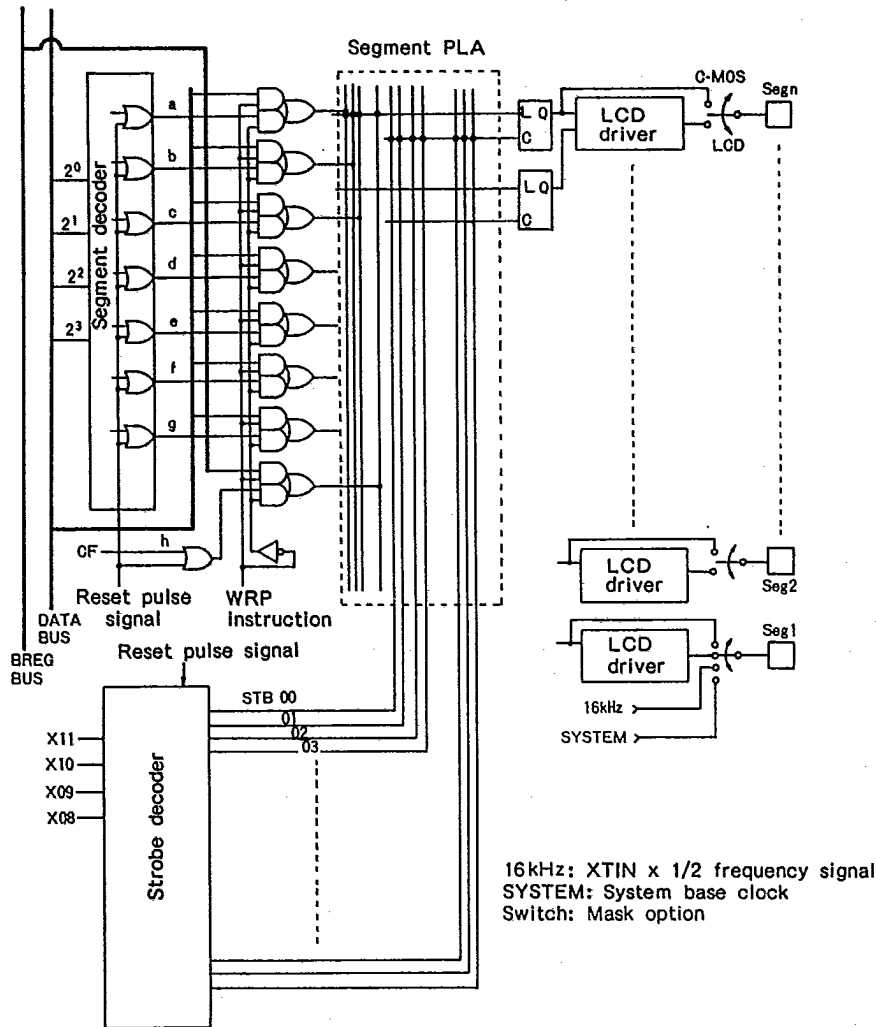 Segment PLA
C-MOS
Segn
LCD
driver
LCD
L Q
C
L Q
C
a
b
c
d
e
f
g
h
2⁰
2¹
2²
2³
Segment decoder
CF
Reset pulse
signal
WRP
instruction
DATA
BUS
BREG
BUS
LCD
driver
Seg2
LCD
driver
Seg1
16kHz
SYSTEM
Reset pulse signal
STB 00
01
02
03
X11
X10
X09
X08
Strobe decoder
16kHz: XTIN x 1/2 frequency signal
SYSTEM: System base clock
Switch: Mask option